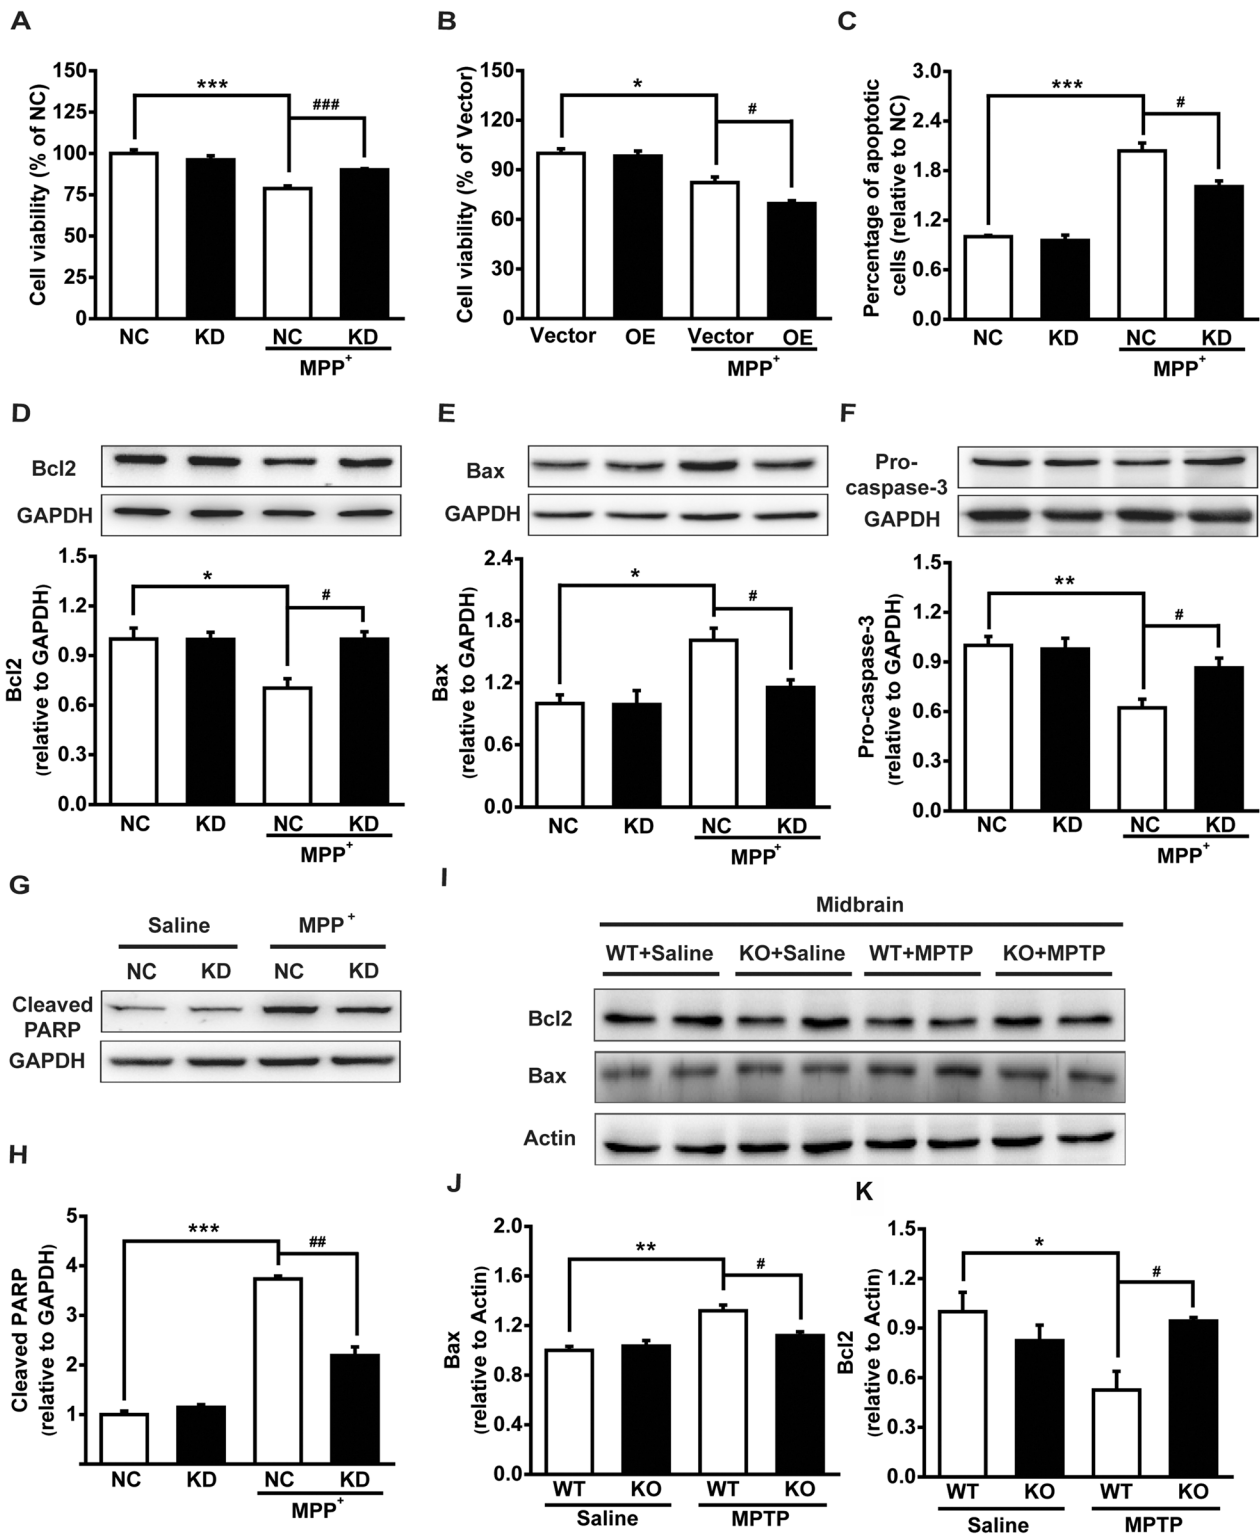 A
Cell viability (% of NC)
150
125
100
75
50
25
0
***
###
NC KD NC KD
MPP+
B
Cell viability (% of Vector)
150
120
90
60
30
0
*
#
Vector OE Vector OE
MPP+
C
Percentage of apoptotic
cells (relative to NC)
3.0
2.4
1.8
1.2
0.6
0.0
***
#
NC KD NC KD
MPP+
D
Bcl2
GAPDH
Bcl2
(relative to GAPDH)
1.5
1.2
0.9
0.6
0.3
0.0
*
#
NC KD NC KD
MPP+
E
Bax
GAPDH
Bax
(relative to GAPDH)
2.4
1.8
1.2
0.6
0.0
*
#
NC KD NC KD
MPP+
F
Pro-
caspase-3
GAPDH
Pro-caspase-3
(relative to GAPDH)
1.5
1.2
0.9
0.6
0.3
0.0
**
#
NC KD NC KD
MPP+
G
Saline MPP+
NC KD NC KD
Cleaved
PARP
GAPDH
H
Cleaved PARP
(relative to GAPDH)
5
4
3
2
1
***
##
NC KD NC KD
MPP+
I
Midbrain
WT+Saline KO+Saline WT+MPTP KO+MPTP
Bcl2
Bax
Actin
J
Bax
(relative to Actin)
2.0
1.6
1.2
0.8
0.4
0.0
**
#
WT KO WT KO
Saline MPTP
K
Bcl2
(relative to Actin)
1.5
1.2
0.9
0.6
0.3
0.0
*
#
WT KO WT KO
Saline MPTP